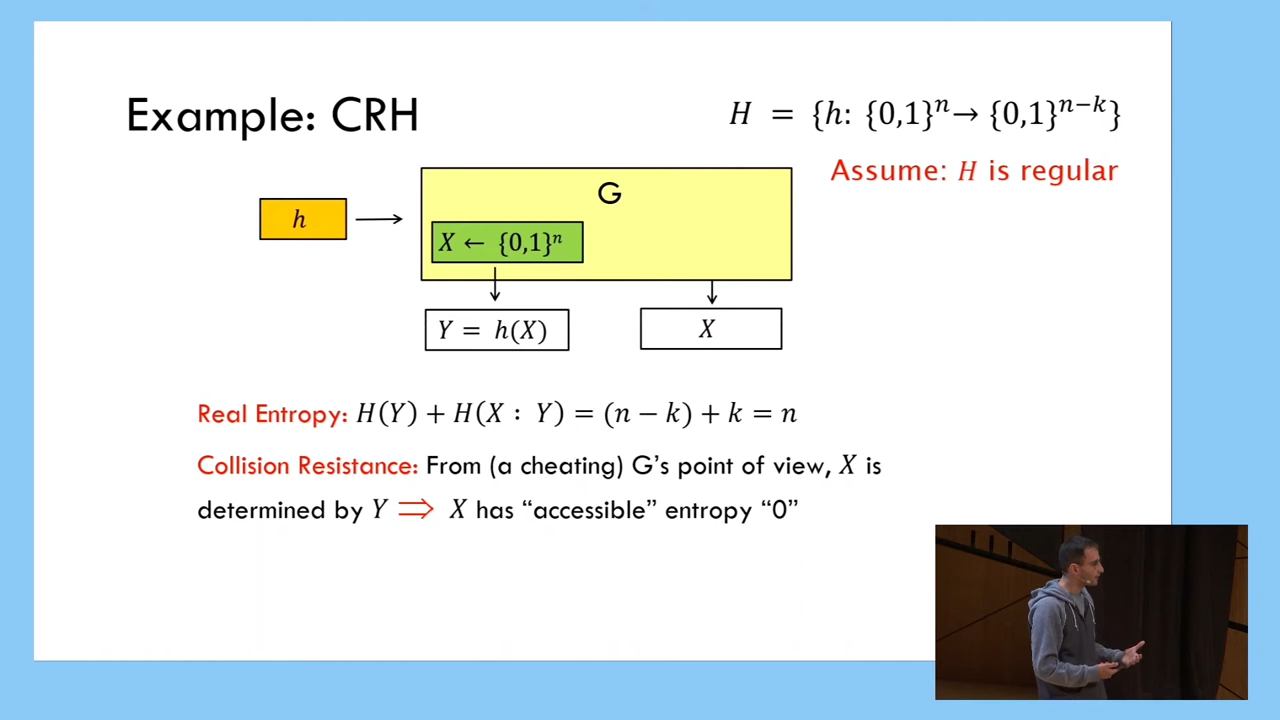 Example: CRH
H = {h: {0,1}ⁿ → {0,1}ⁿ⁻ᵏ}
Assume: H is regular
h
G
X ← {0,1}ⁿ
Y = h(X)
X
Real Entropy: H(Y) + H(X : Y) = (n − k) + k = n
Collision Resistance: From (a cheating) G's point of view, X is
determined by Y ⟹ X has “accessible” entropy “0”